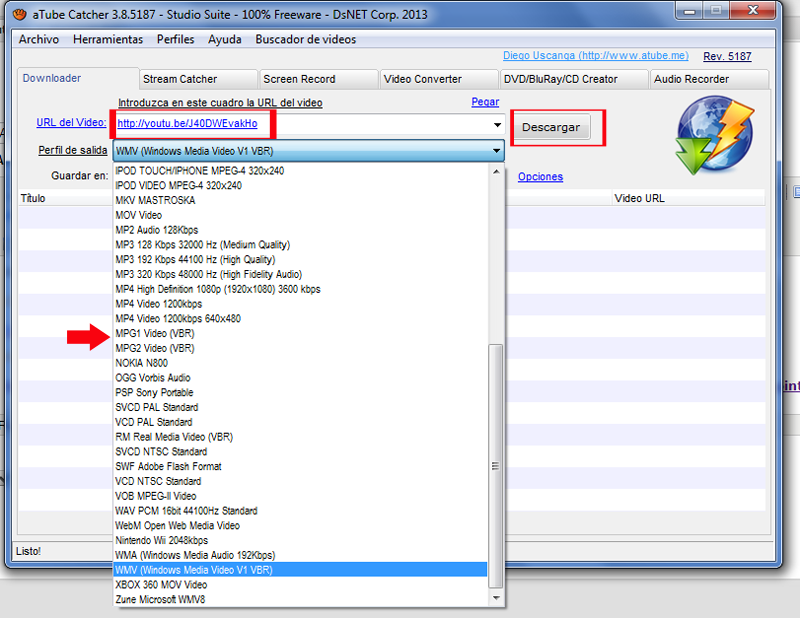 aTube Catcher 3.8.5187 - Studio Suite - 100% Freeware - DsNET Corp. 2013
Archivo Herramientas Perfiles Ayuda Buscador de videos
Diego Uscanga (http://www.atube.me) Rev. 5187
Downloader Stream Catcher Screen Record Video Converter DVD/BluRay/CD Creator Audio Recorder
Introduzca en este cuadro la URL del video Pegar
URL del Video: http://youtu.be/J40DWEvakHo Descargar
Perfil de salida WMV (Windows Media Video V1 VBR)
Guardar en: Opciones
Título Video URL
IPOD TOUCH/IPHONE MPEG-4 320x240
IPOD VIDEO MPEG-4 320x240
MKV MASTROSKA
MOV Video
MP2 Audio 128Kbps
MP3 128 Kbps 32000 Hz (Medium Quality)
MP3 192 Kbps 44100 Hz (High Quality)
MP3 320 Kbps 48000 Hz (High Fidelity Audio)
MP4 High Definition 1080p (1920x1080) 3600 kbps
MP4 Video 1200kbps
MP4 Video 1200kbps 640x480
MPG1 Video (VBR)
MPG2 Video (VBR)
NOKIA N800
OGG Vorbis Audio
PSP Sony Portable
SVCD PAL Standard
VCD PAL Standard
RM Real Media Video (VBR)
SVCD NTSC Standard
SWF Adobe Flash Format
VCD NTSC Standard
VOB MPEG-II Video
WAV PCM 16bit 44100Hz Standard
WebM Open Web Media Video
Nintendo Wii 2048kbps
WMA (Windows Media Audio 192Kbps)
WMV (Windows Media Video V1 VBR)
XBOX 360 MOV Video
Zune Microsoft WMV8
Listo!